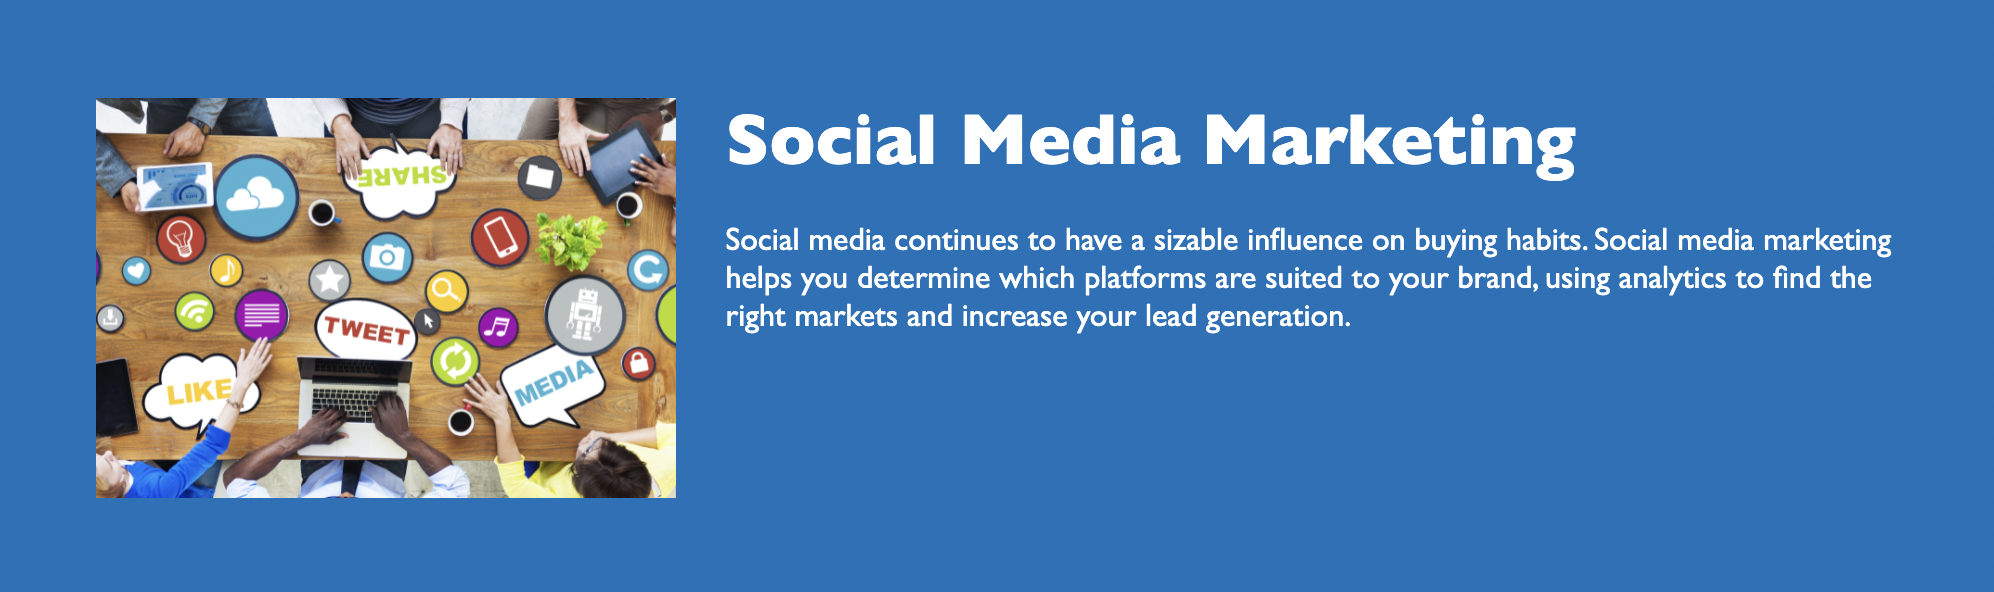 Social Media Marketing
Social media continues to have a sizable influence on buying habits. Social media marketing
helps you determine which platforms are suited to your brand, using analytics to find the
right markets and increase your lead generation.
SHARE
TWEET
LIKE
MEDIA